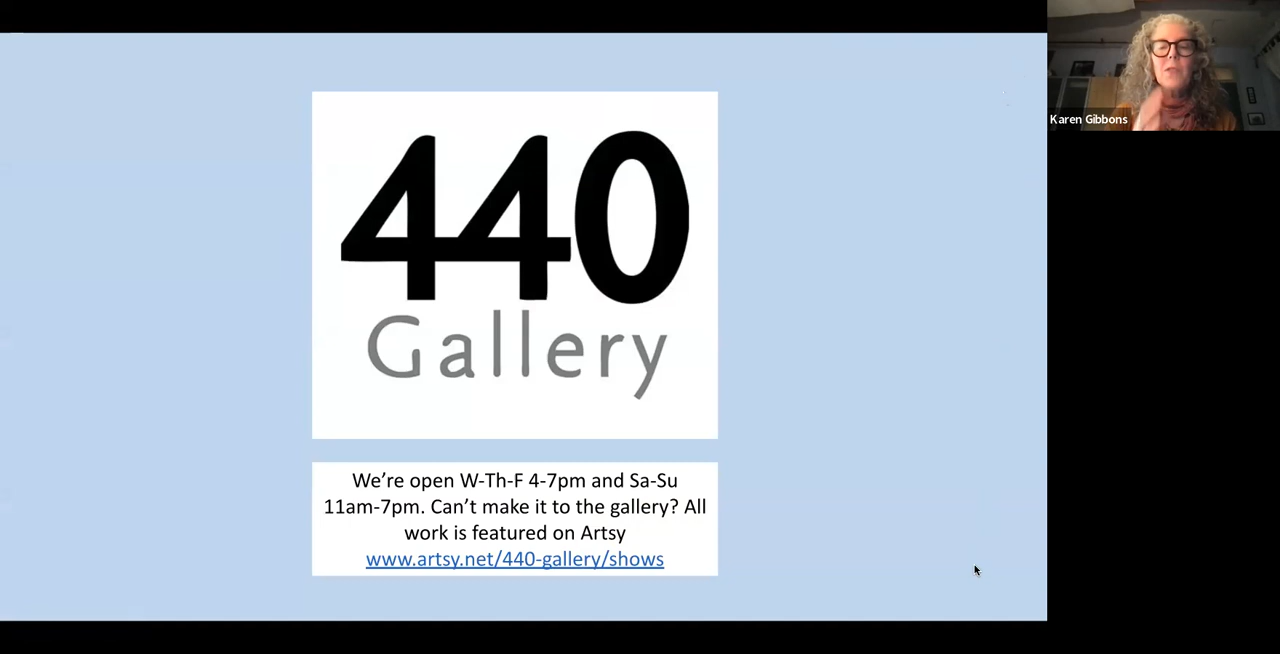 440
Gallery
We're open W-Th-F 4-7pm and Sa-Su
11am-7pm. Can't make it to the gallery? All
work is featured on Artsy
www.artsy.net/440-gallery/shows
Karen Gibbons